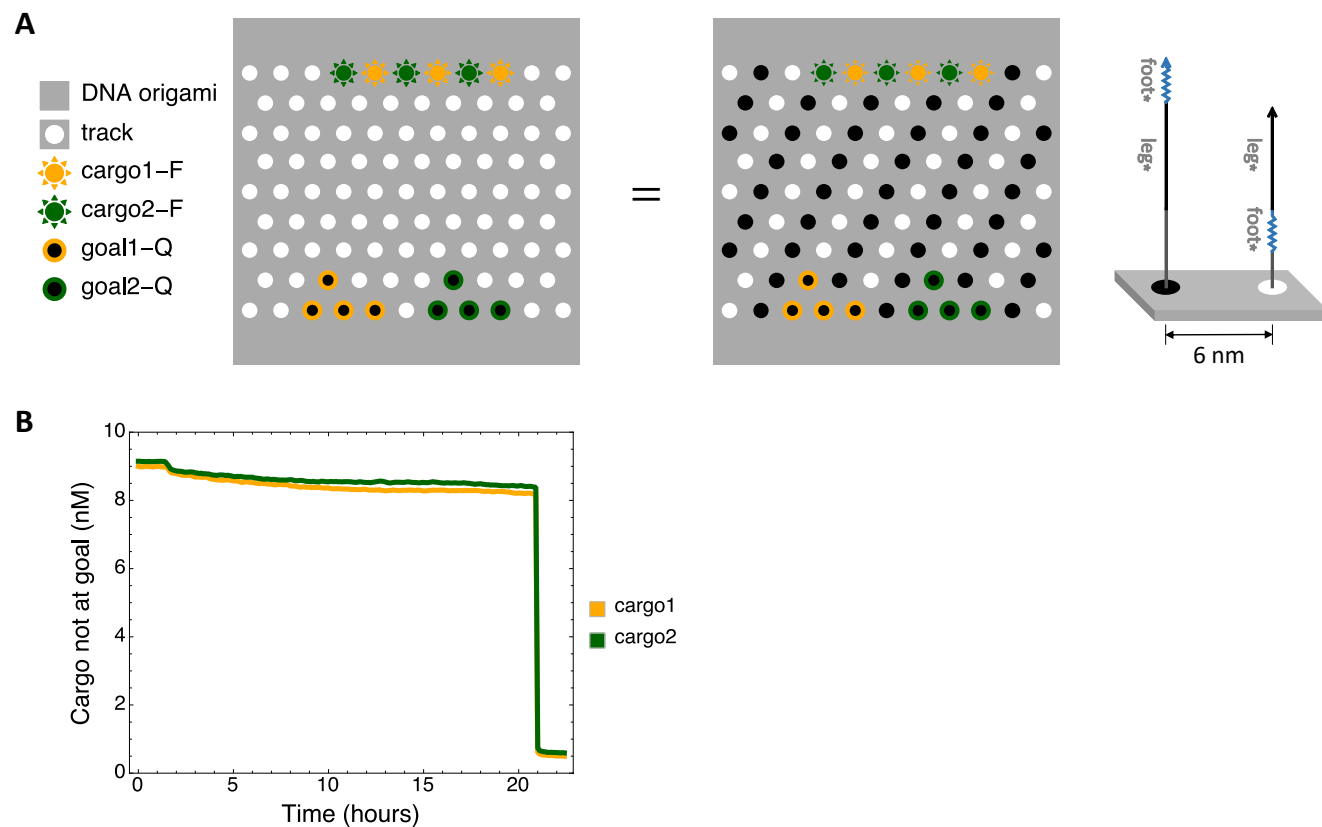 A
DNA origami
track
cargo1–F
cargo2–F
goal1–Q
goal2–Q
=
foot*
leg*
leg*
foot*
6 nm
B
Cargo not at goal (nM)
10
8
6
4
2
0
0
5
10
15
20
Time (hours)
cargo1
cargo2